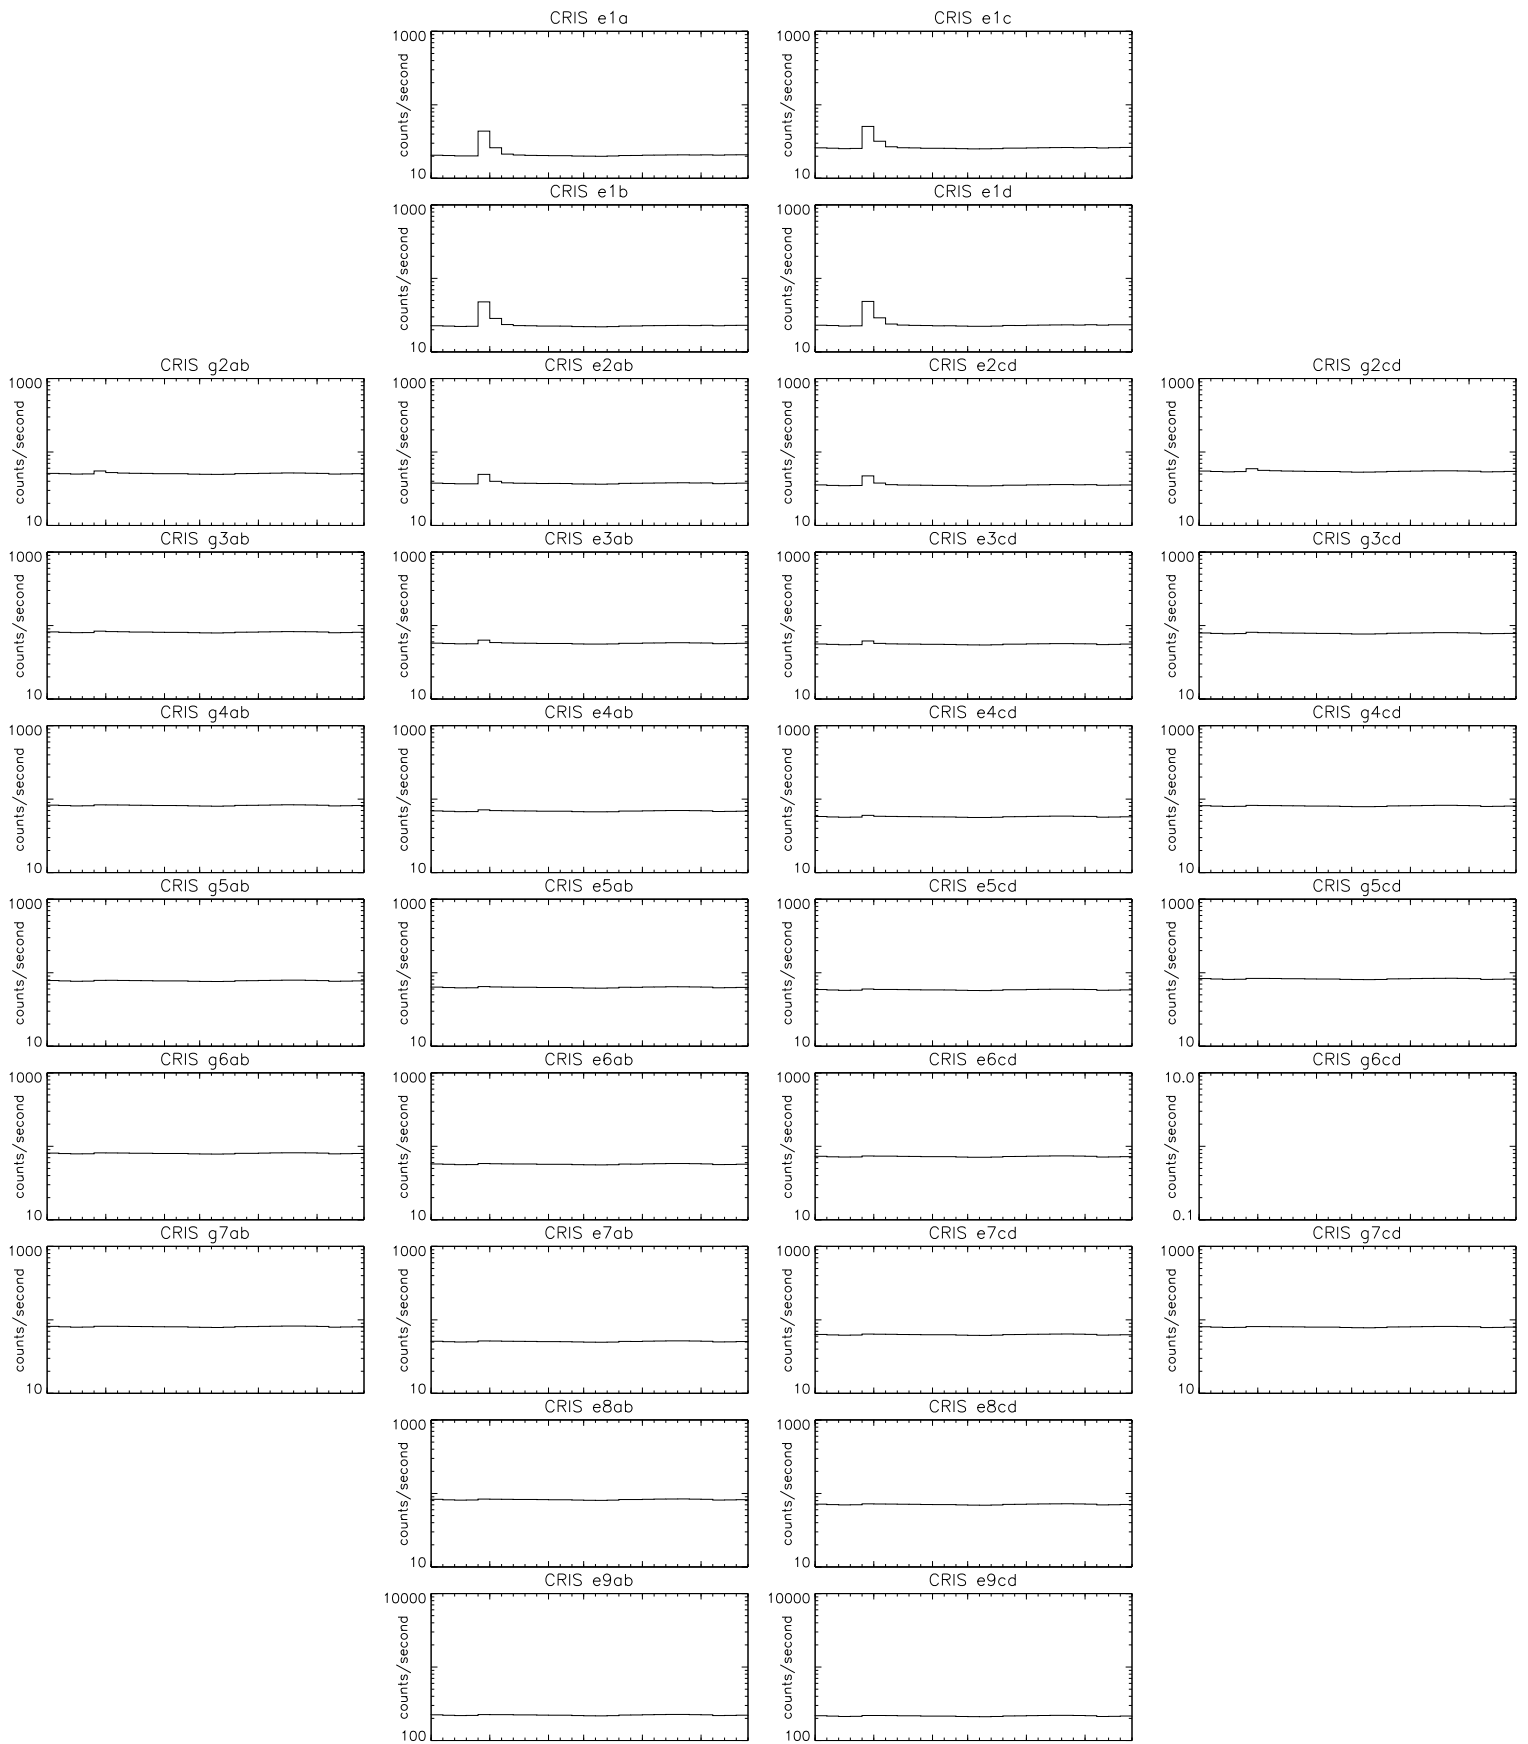 CRIS e1a
CRIS e1c
1000
counts/second
10
1000
counts/second
10
CRIS e1b
CRIS e1d
1000
counts/second
10
1000
counts/second
10
CRIS g2ab
CRIS e2ab
CRIS e2cd
CRIS g2cd
1000
counts/second
10
1000
counts/second
10
1000
counts/second
10
1000
counts/second
10
CRIS g3ab
CRIS e3ab
CRIS e3cd
CRIS g3cd
1000
counts/second
10
1000
counts/second
10
1000
counts/second
10
1000
counts/second
10
CRIS g4ab
CRIS e4ab
CRIS e4cd
CRIS g4cd
1000
counts/second
10
1000
counts/second
10
1000
counts/second
10
1000
counts/second
10
CRIS g5ab
CRIS e5ab
CRIS e5cd
CRIS g5cd
1000
counts/second
10
1000
counts/second
10
1000
counts/second
10
1000
counts/second
10
CRIS g6ab
CRIS e6ab
CRIS e6cd
CRIS g6cd
1000
counts/second
10
1000
counts/second
10
1000
counts/second
10
10.0
counts/second
0.1
CRIS g7ab
CRIS e7ab
CRIS e7cd
CRIS g7cd
1000
counts/second
10
1000
counts/second
10
1000
counts/second
10
1000
counts/second
10
CRIS e8ab
CRIS e8cd
1000
counts/second
10
1000
counts/second
10
CRIS e9ab
CRIS e9cd
10000
counts/second
100
10000
counts/second
100